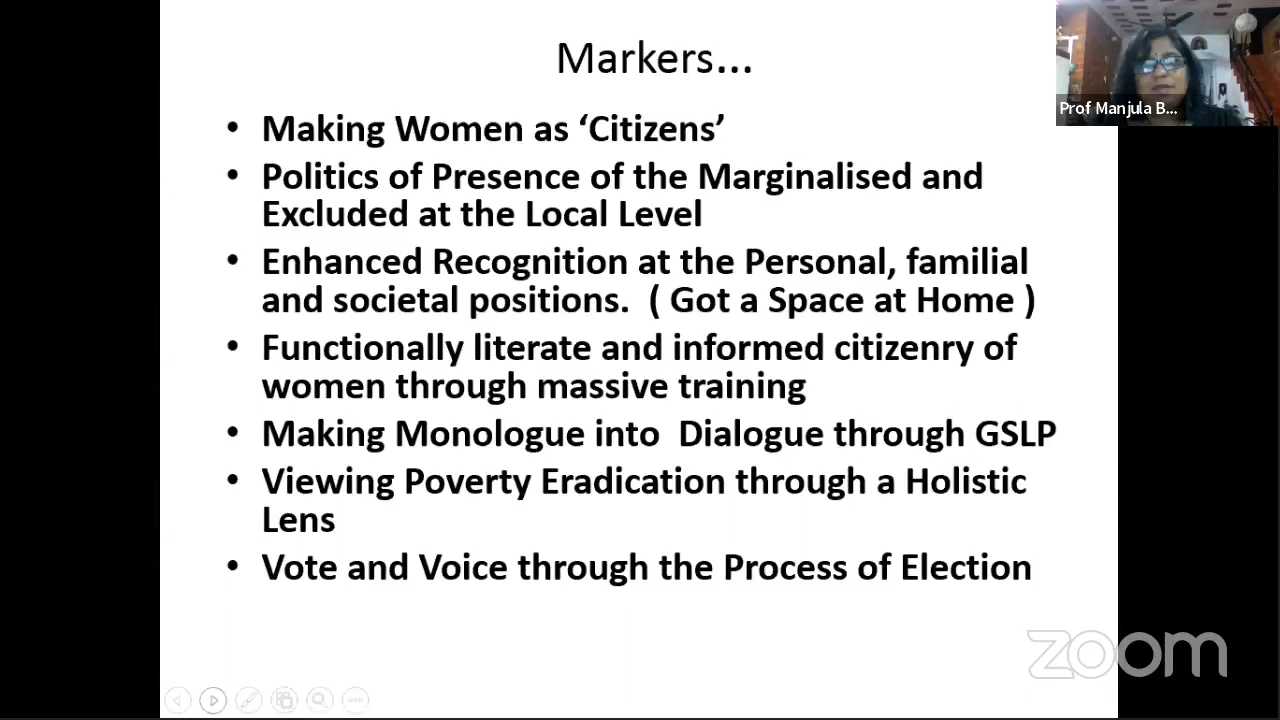 Markers...
Prof Manjula B...
• Making Women as ‘Citizens’
• Politics of Presence of the Marginalised and
Excluded at the Local Level
• Enhanced Recognition at the Personal, familial
and societal positions.  ( Got a Space at Home )
• Functionally literate and informed citizenry of
women through massive training
• Making Monologue into  Dialogue through GSLP
• Viewing Poverty Eradication through a Holistic
Lens
• Vote and Voice through the Process of Election
zoom